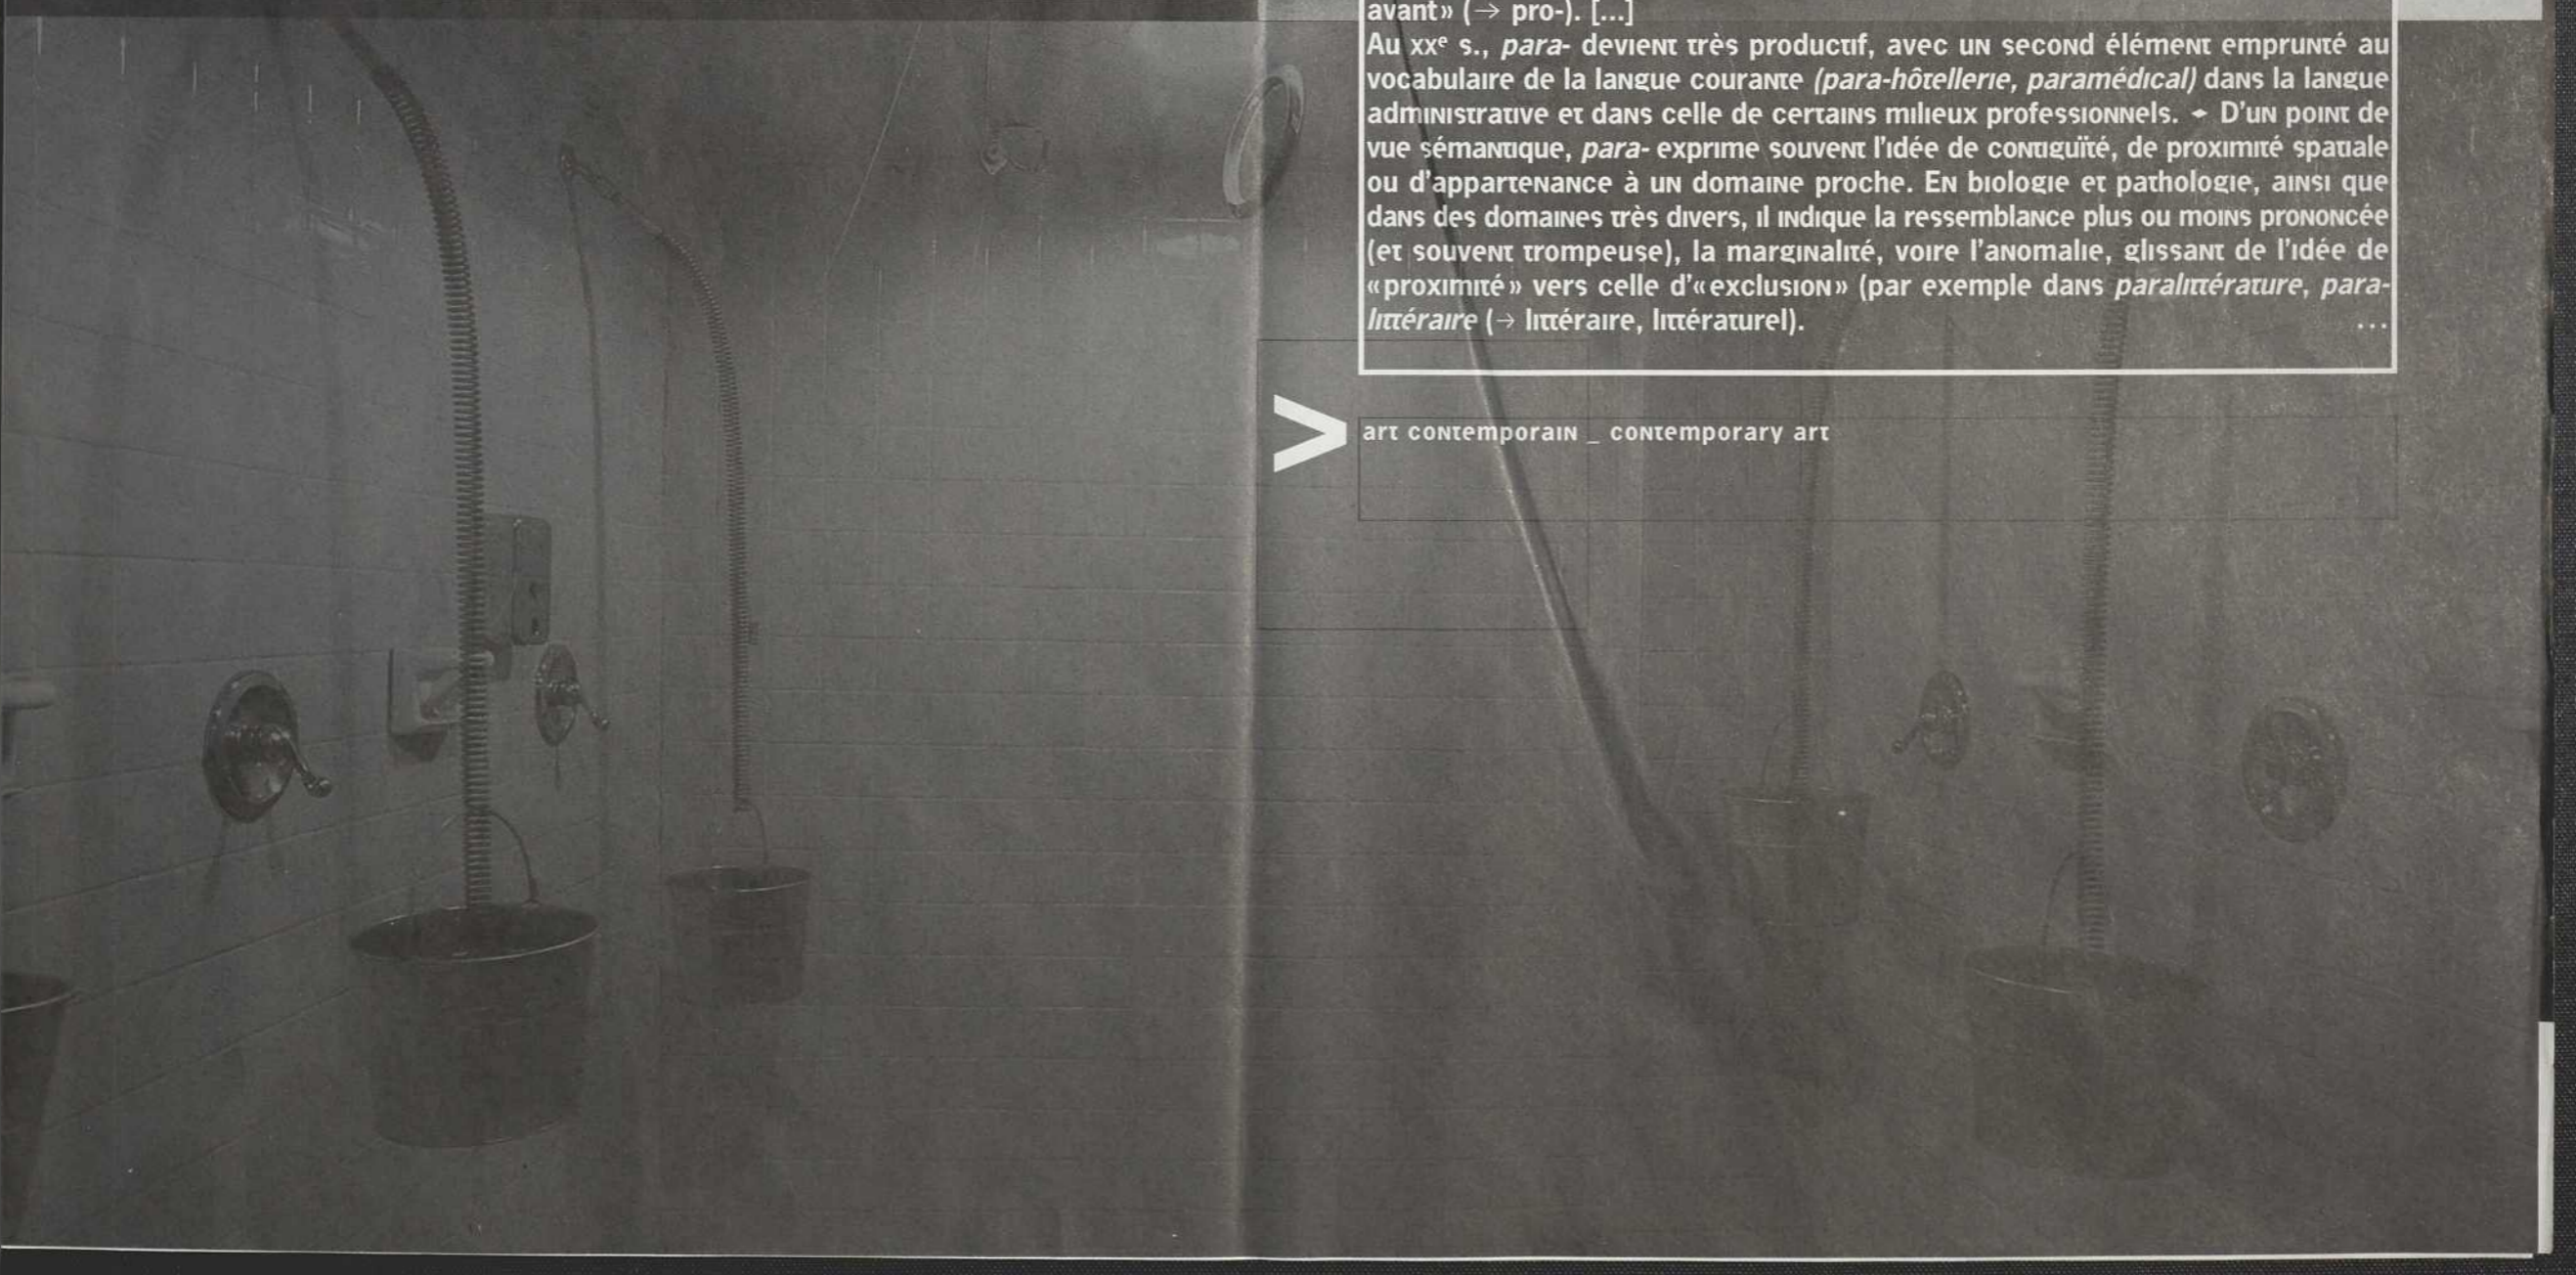 avant» (→ pro-). [...]
Au XXe s., para- devient très productif, avec un second élément emprunté au
vocabulaire de la langue courante (para-hôtellerie, paramédical) dans la langue
administrative et dans celle de certains milieux professionnels. ◆ D'un point de
vue sémantique, para- exprime souvent l'idée de contiguïté, de proximité spatiale
ou d'appartenance à un domaine proche. En biologie et pathologie, ainsi que
dans des domaines très divers, il indique la ressemblance plus ou moins prononcée
(et souvent trompeuse), la marginalité, voire l'anomalie, glissant de l'idée de
«proximité» vers celle d'«exclusion» (par exemple dans paralittérature, para-
littéraire (→ littéraire, littératurel). ...
> art contemporain _ contemporary art